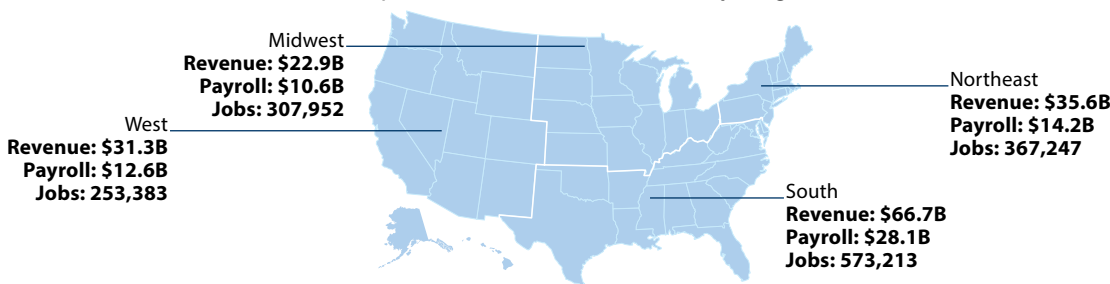 Midwest
Revenue: $22.9B
Payroll: $10.6B
Jobs: 307,952
West
Revenue: $31.3B
Payroll: $12.6B
Jobs: 253,383
Northeast
Revenue: $35.6B
Payroll: $14.2B
Jobs: 367,247
South
Revenue: $66.7B
Payroll: $28.1B
Jobs: 573,213